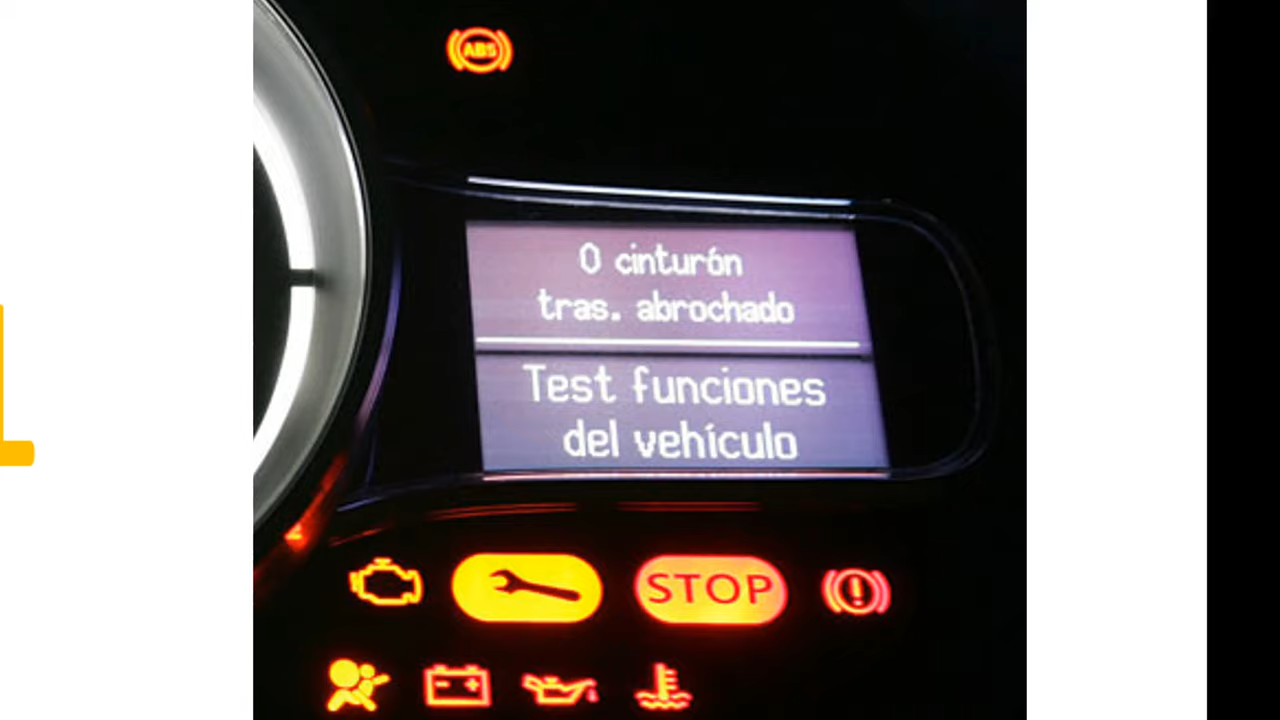 ABS
0 cinturón
tras. abrochado
Test funciones
del vehículo
STOP